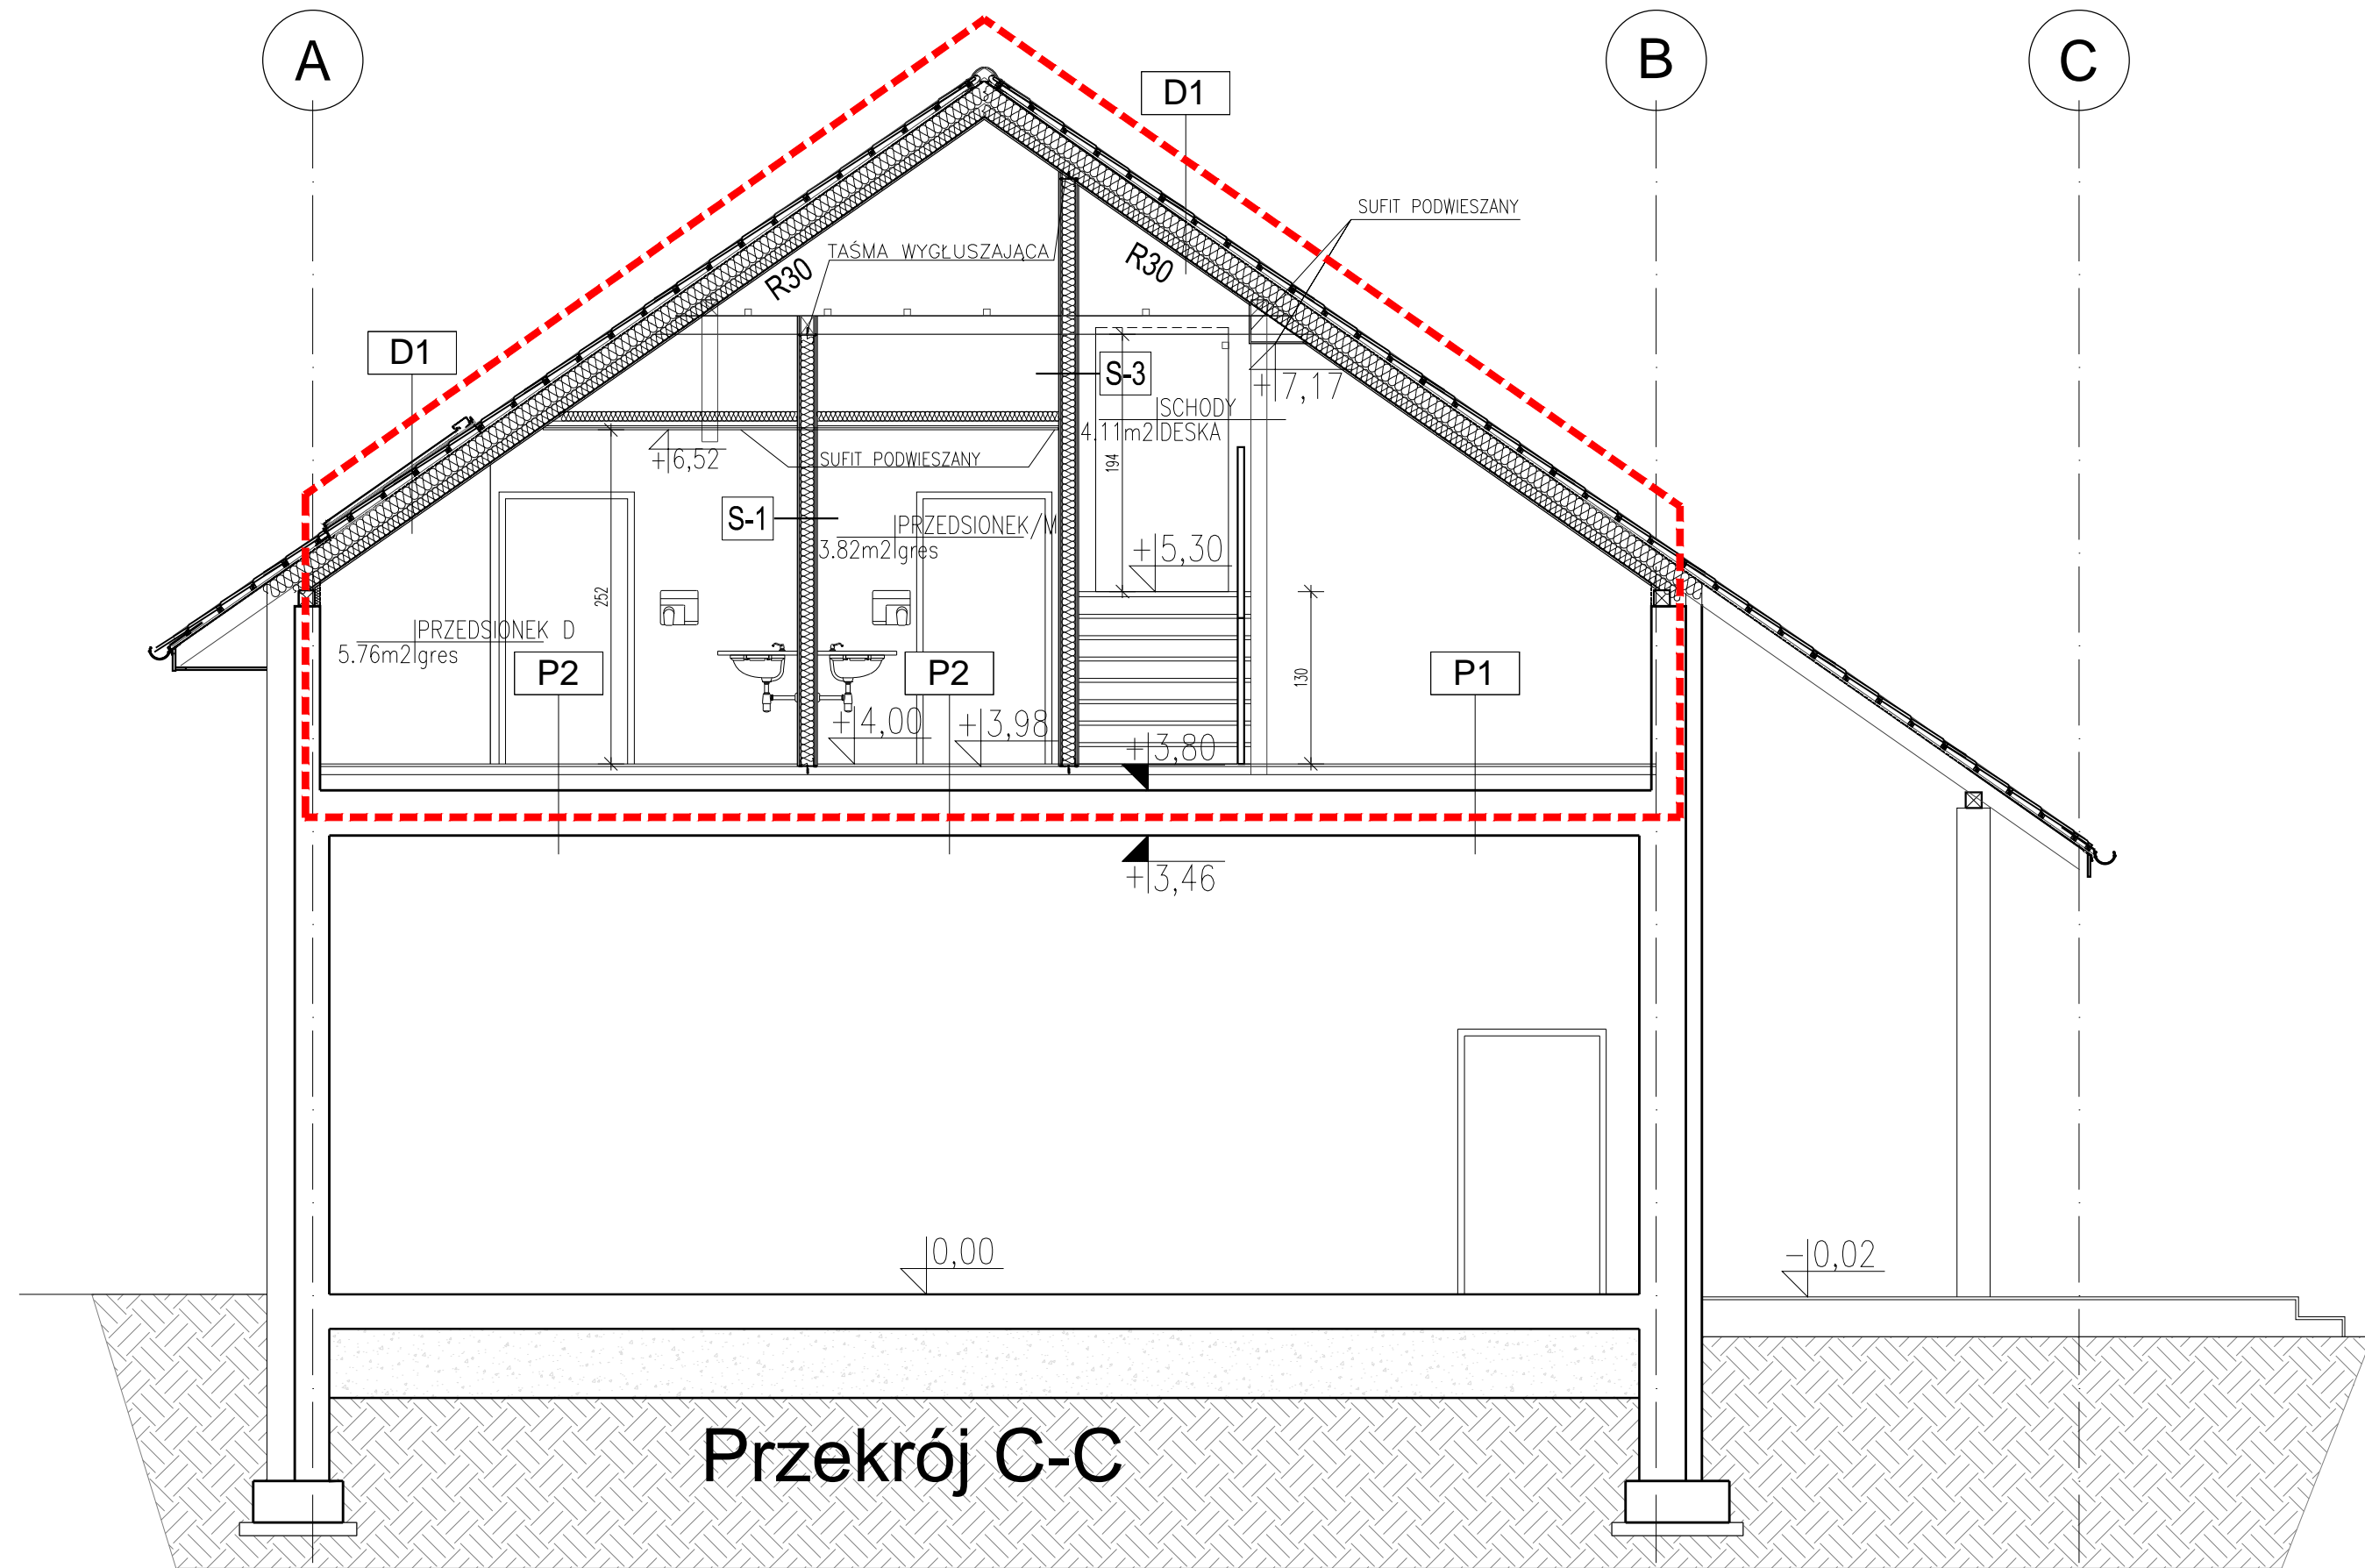 A
B
C
D1
SUFIT PODWIESZANY
TAŚMA WYGŁUSZAJĄCA
R30
R30
D1
S-3
+7,17
SCHODY
4.11m2 DESKA
194
+6,52
SUFIT PODWIESZANY
S-1
PRZEDSIONEK/M
3.82m2 gres
+5,30
252
PRZEDSIONEK D
5.76m2 gres
P2
P2
P1
130
+4,00
+3,98
+3,80
+3,46
0,00
-0,02
Przekrój C-C